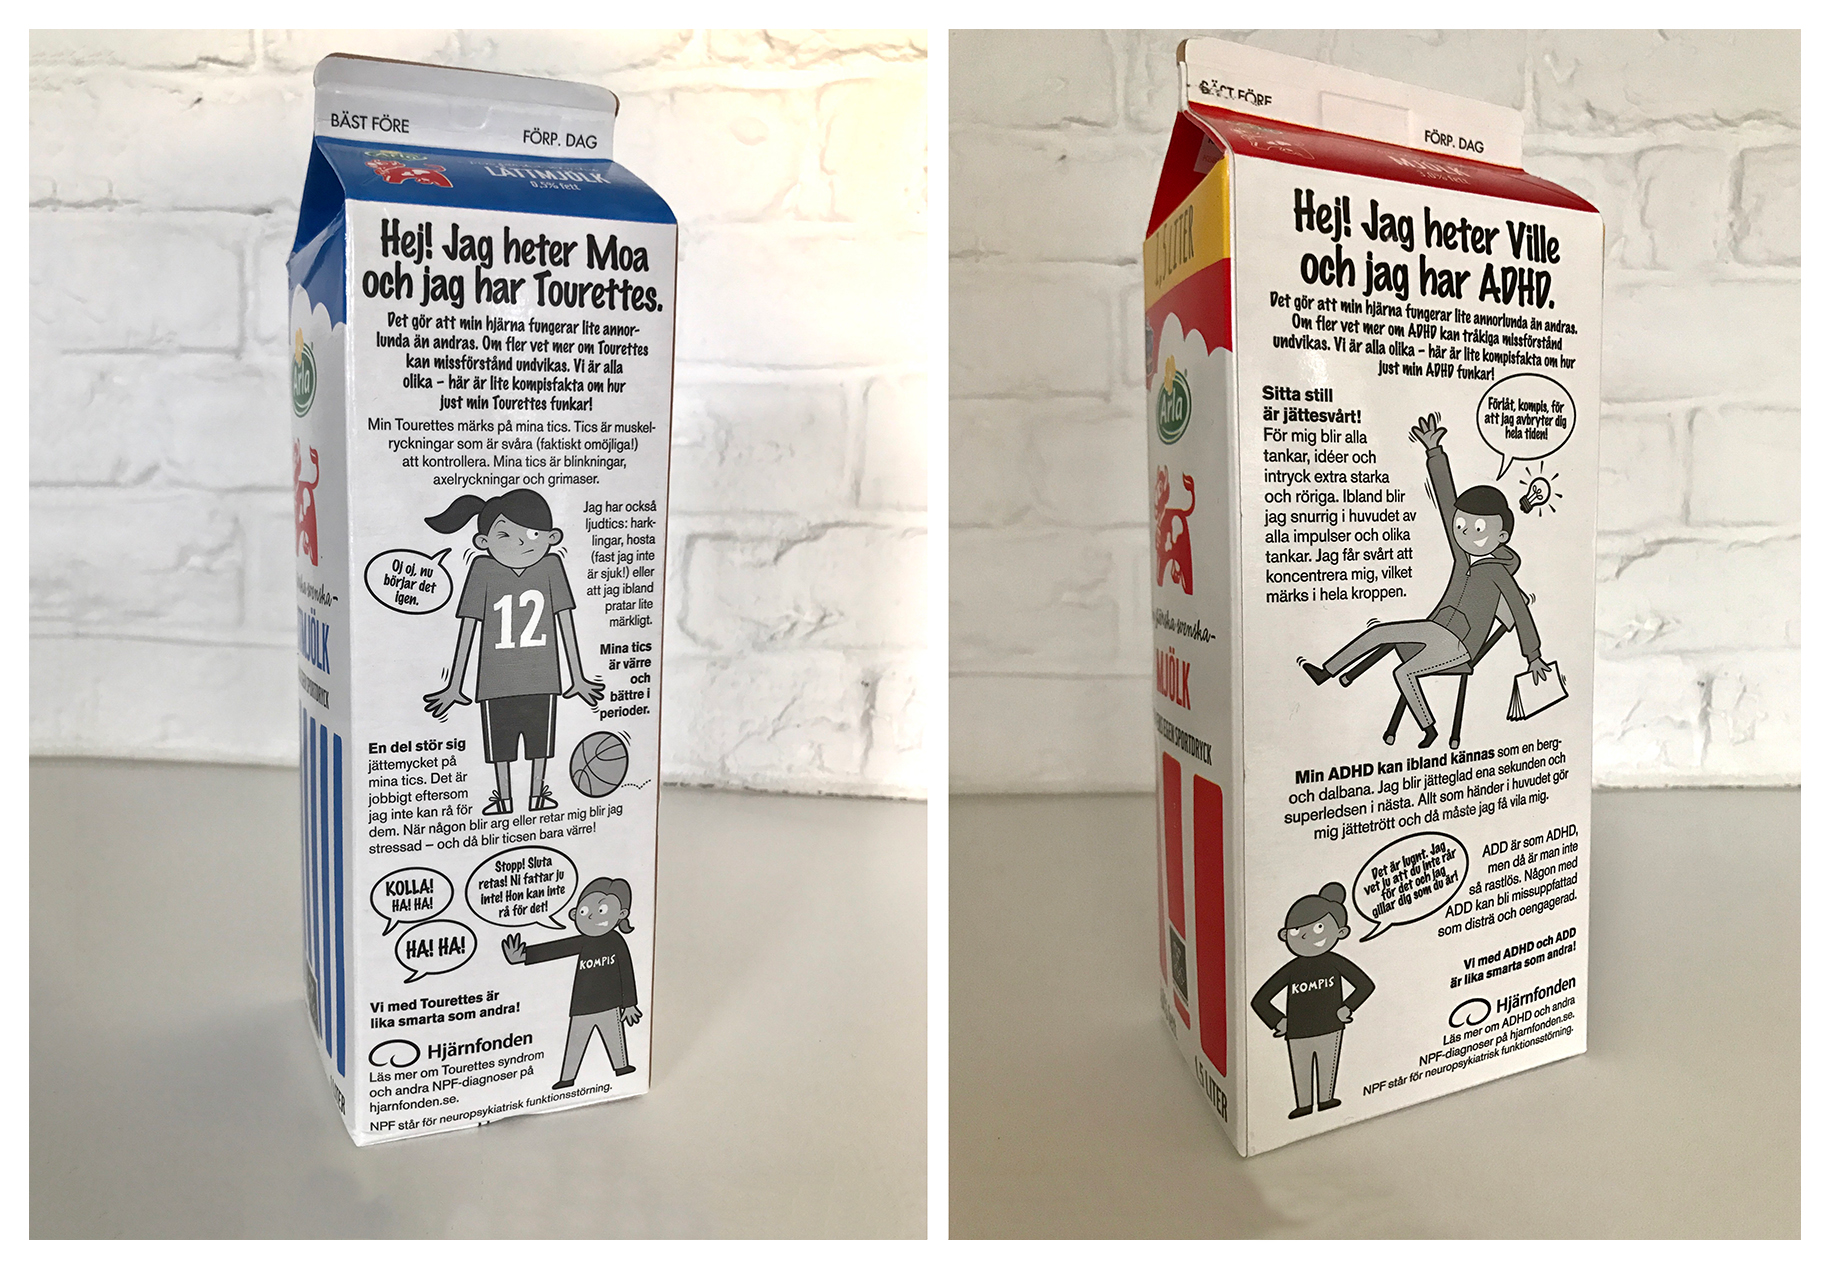 BÄST FÖRE
FÖRP. DAG
Arla
LÄTTMJÖLK
0,5% fett
Hej! Jag heter Moa
och jag har Tourettes.
Det gör att min hjärna fungerar lite annor-
lunda än andras. Om fler vet mer om Tourettes
kan missförstånd undvikas. Vi är alla
olika – här är lite kompisfakta om hur
just min Tourettes funkar!
Min Tourettes märks på mina tics. Tics är muskel-
ryckningar som är svåra (faktiskt omöjliga!)
att kontrollera. Mina tics är blinkningar,
axelryckningar och grimaser.
Jag har också
ljudtics: hark-
lingar, hosta
(fast jag inte
är sjuk!) eller
att jag ibland
pratar lite
märkligt.
Oj oj, nu
börjar det
igen.
12
Mina tics
är värre
och
bättre i
perioder.
En del stör sig
jättemycket på
mina tics. Det är
jobbigt eftersom
jag inte kan rå för
dem. När någon blir arg eller retar mig blir jag
stressad – och då blir ticsen bara värre!
KOLLA!
HA! HA!
HA! HA!
Stopp! Sluta
retas! Ni fattar ju
inte! Hon kan inte
rå för det!
KOMPIS
Vi med Tourettes är
lika smarta som andra!
Hjärnfonden
Läs mer om Tourettes syndrom
och andra NPF-diagnoser på
hjarnfonden.se.
NPF står för neuropsykiatrisk funktionsstörning.
Arla
svenska-
MJÖLK
SPORTDRYCK
BÄST FÖRE
FÖRP. DAG
MJÖLK
3,0% fett
1,5 LITER
Hej! Jag heter Ville
och jag har ADHD.
Det gör att min hjärna fungerar lite annorlunda än andras.
Om fler vet mer om ADHD kan tråkiga missförstånd
undvikas. Vi är alla olika – här är lite kompisfakta om hur
just min ADHD funkar!
Sitta still
är jättesvårt!
För mig blir alla
tankar, idéer och
intryck extra starka
och röriga. Ibland blir
jag snurrig i huvudet av
alla impulser och olika
tankar. Jag får svårt att
koncentrera mig, vilket
märks i hela kroppen.
Förlåt, kompis, för
att jag avbryter dig
hela tiden!
Min ADHD kan ibland kännas som en berg-
och dalbana. Jag blir jätteglad ena sekunden och
superledsen i nästa. Allt som händer i huvudet gör
mig jättetrött och då måste jag få vila mig.
Det är lugnt. Jag
vet ju att du inte rår
för det och jag
gillar dig som du är!
ADD är som ADHD,
men då är man inte
så rastlös. Någon med
ADD kan bli missuppfattad
som disträ och oengagerad.
KOMPIS
Vi med ADHD och ADD
är lika smarta som andra!
Hjärnfonden
Läs mer om ADHD och andra
NPF-diagnoser på hjarnfonden.se.
NPF står för neuropsykiatrisk funktionsstörning.
Arla
svenska-
MJÖLK
EGEN SPORTDRYCK
1,5 LITER